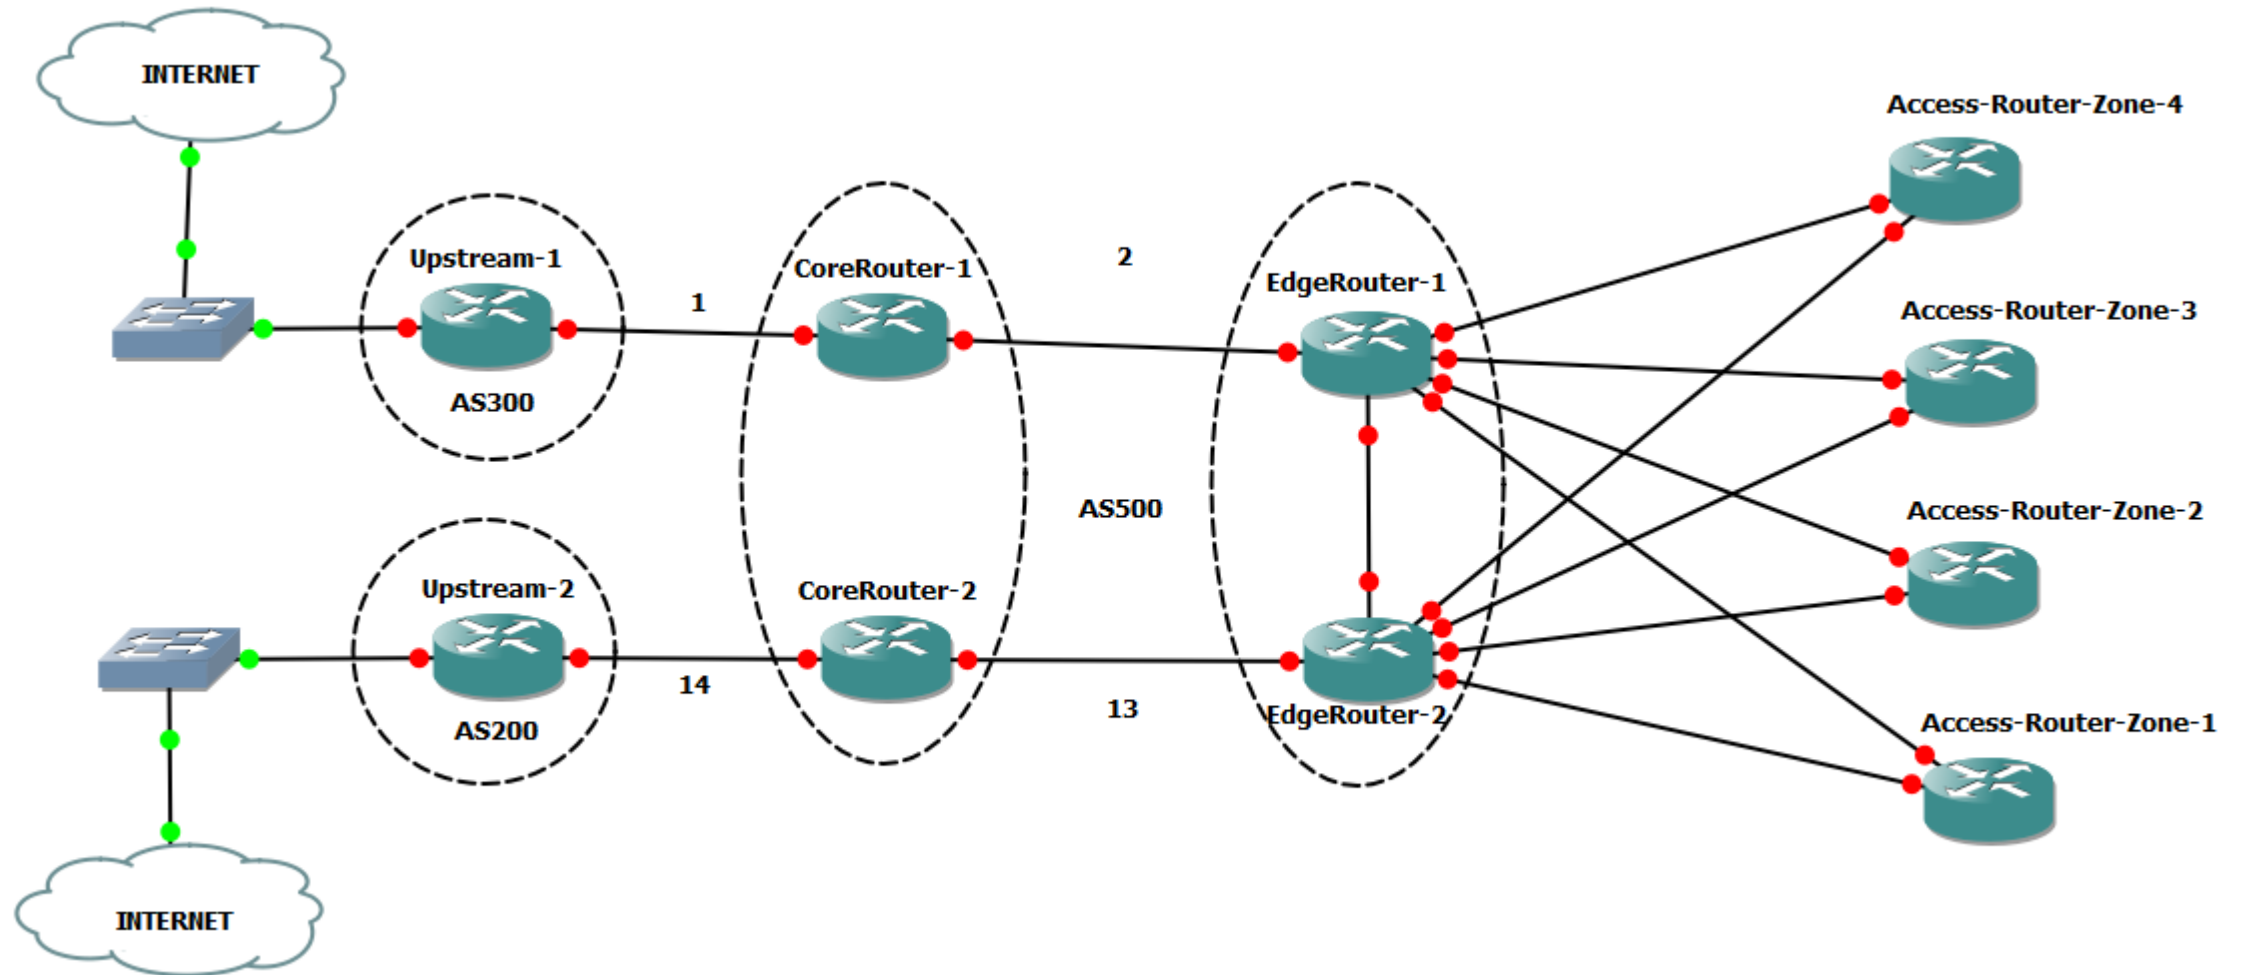 INTERNET
Access-Router-Zone-4
Upstream-1
1
CoreRouter-1
2
EdgeRouter-1
Access-Router-Zone-3
AS300
AS500
Access-Router-Zone-2
Upstream-2
CoreRouter-2
14
13
EdgeRouter-2
AS200
Access-Router-Zone-1
INTERNET